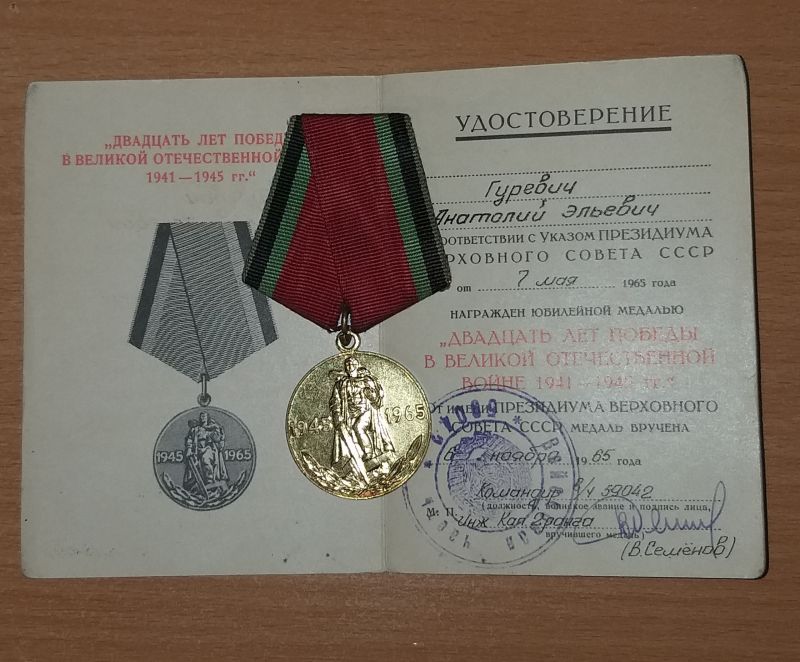 „ДВАДЦАТЬ ЛЕТ ПОБЕД
В ВЕЛИКОЙ ОТЕЧЕСТВЕННОЙ
1941—1945 гг.“
1945 1965
1945 1965
УДОСТОВЕРЕНИЕ
Гуревич
Анатолий Эльевич
ООТВЕТСТВИИ С УКАЗОМ ПРЕЗИДИУМА
ЕРХОВНОГО СОВЕТА СССР
от 7 мая 1965 года
НАГРАЖДЕН ЮБИЛЕЙНОЙ МЕДАЛЬЮ
„ДВАДЦАТЬ ЛЕТ ПОБЕДЫ
В ВЕЛИКОЙ ОТЕЧЕСТВЕННОЙ
ВОЙНЕ 1941—1945 гг.“
ОТ ИМЕНИ ПРЕЗИДИУМА ВЕРХОВНОГО
СОВЕТА СССР МЕДАЛЬ ВРУЧЕНА
ноября 1965 года
Командир в/ч 59042
(должность, воинское звание и подпись лица,
М. П. Инж Кап 2 ранга
вручившего медаль)
(В.Семёнов)